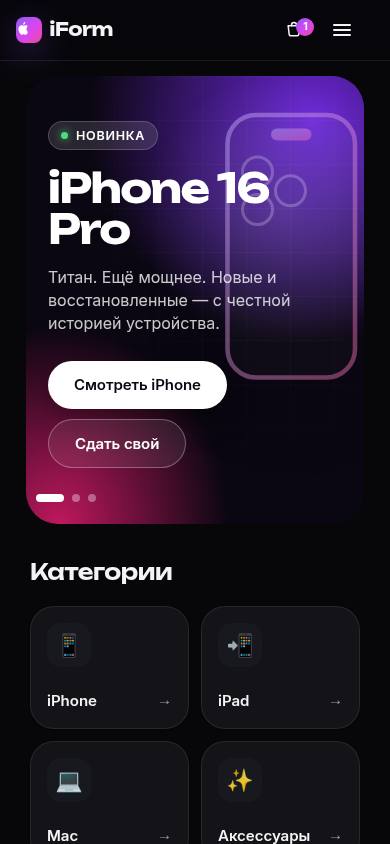 iForm
1
НОВИНКА
iPhone 16
Pro
Титан. Ещё мощнее. Новые и
восстановленные — с честной
историей устройства.
Смотреть iPhone
Сдать свой
Категории
iPhone →
iPad →
Mac →
Аксессуары →